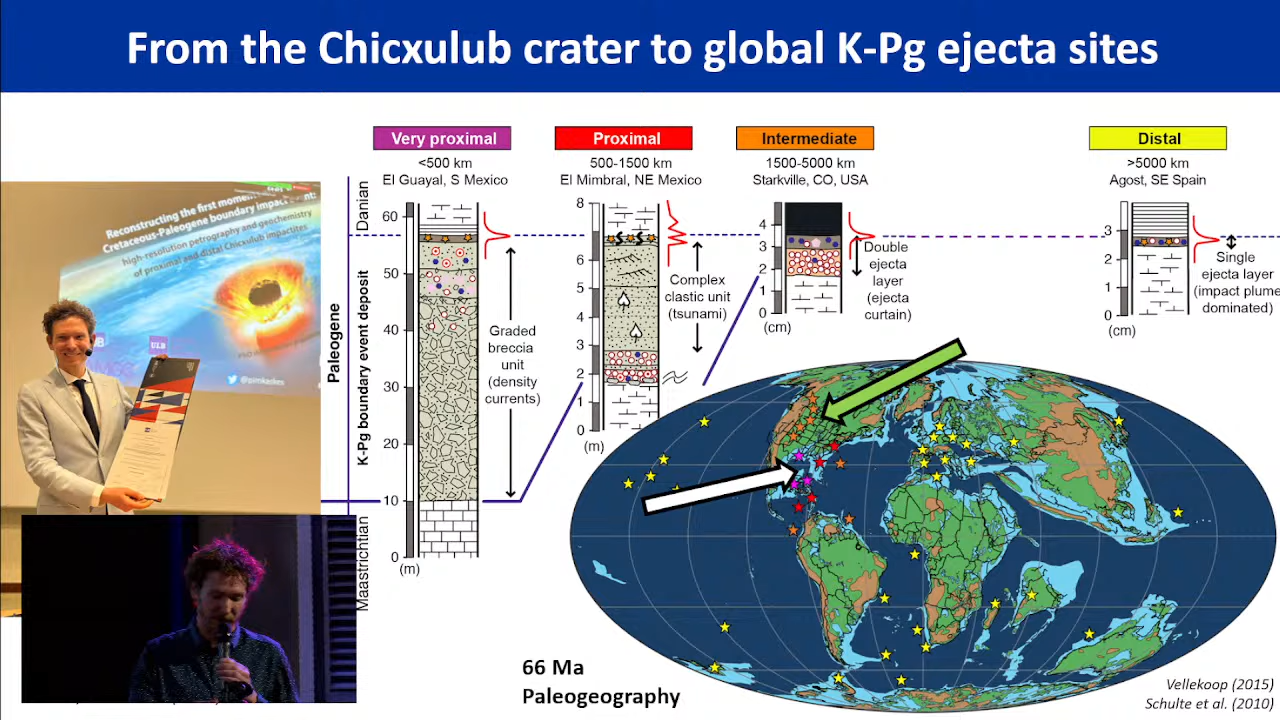 From the Chicxulub crater to global K-Pg ejecta sites
Very proximal
<500 km
El Guayal, S Mexico
Proximal
500-1500 km
El Mimbral, NE Mexico
Intermediate
1500-5000 km
Starkville, CO, USA
Distal
>5000 km
Agost, SE Spain
Reconstructing the first mome
Cretaceous-Paleogene boundary impact
high-resolution petrography and geochemistry
of proximal and distal Chicxulub impactites
ULB
@pimkaskes
Danian
Paleogene
K-Pg boundary event deposit
Maastrichtian
60
50
40
30
20
10
0
(m)
Graded
breccia
unit
(density
currents)
8
6
5
4
3
2
1
0
(m)
Complex
clastic unit
(tsunami)
4
3
2
1
0
(cm)
Double
ejecta
layer
(ejecta
curtain)
3
2
1
0
(cm)
Single
ejecta layer
(impact plume
dominated)
66 Ma
Paleogeography
Vellekoop (2015)
Schulte et al. (2010)